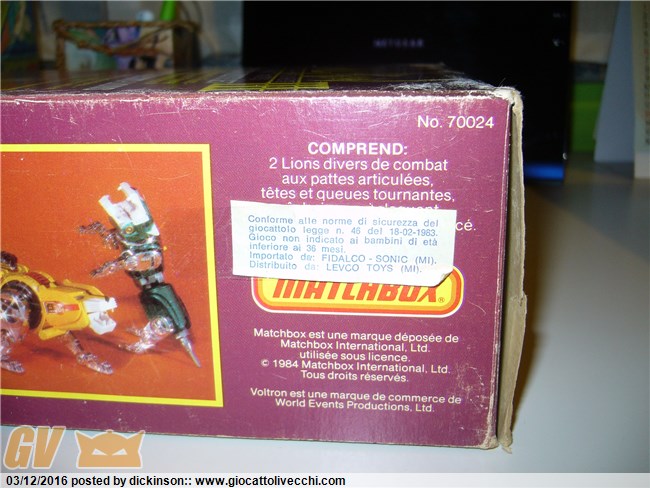 NETGEAR
No. 70024
COMPREND:
2 Lions divers de combat
aux pattes articulées,
têtes et queues tournantes,
cé.
Conforme alle norme di sicurezza del
giocattolo legge n. 46 del 18-02-1983.
Gioco non indicato ai bambini di età
inferiore ai 36 mesi.
Importato da: FIDALCO - SONIC (MI).
Distribuito da: LEVCO TOYS (MI).
MATCHBOX®
Matchbox est une marque déposée de
Matchbox International, Ltd.
utilisée sous licence.
© 1984 Matchbox International, Ltd.
Tous droits réservés.
Voltron est une marque de commerce de
World Events Productions, Ltd.
GV
03/12/2016 posted by dickinson:: www.giocattolivecchi.com